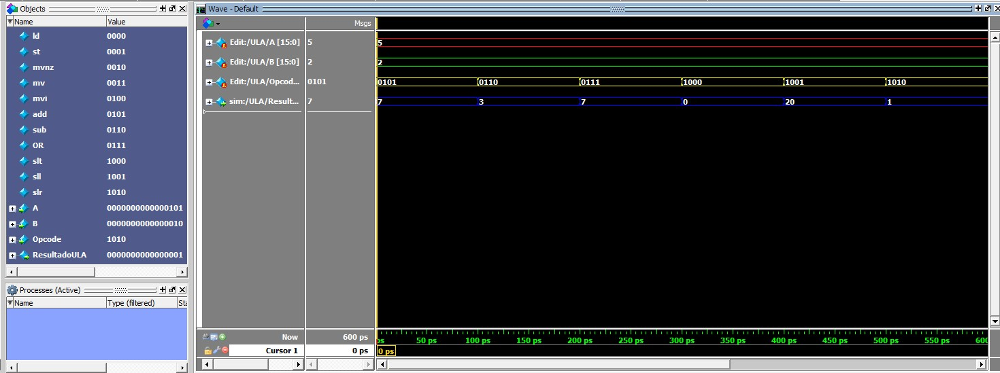 Objects
Name Value
ld 0000
st 0001
mvnz 0010
mv 0011
mvi 0100
add 0101
sub 0110
OR 0111
slt 1000
sll 1001
slr 1010
A 0000000000000101
B 0000000000000010
Opcode 1010
ResultadoULA 0000000000000001
Processes (Active)
Name Type (filtered) Sta
Wave - Default
Msgs
Edit:/ULA/A [15:0] 5 5
Edit:/ULA/B [15:0] 2 2
Edit:/ULA/Opcod... 0101 0101 0110 0111 1000 1001 1010
sim:/ULA/Result... 7 7 3 7 0 20 1
Now 600 ps ps 50 ps 100 ps 150 ps 200 ps 250 ps 300 ps 350 ps 400 ps 450 ps 500 ps 550 ps 600
Cursor 1 0 ps 0 ps